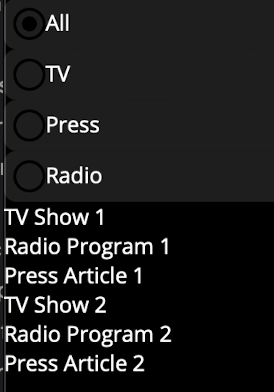 All
TV
Press
Radio
TV Show 1
Radio Program 1
Press Article 1
TV Show 2
Radio Program 2
Press Article 2